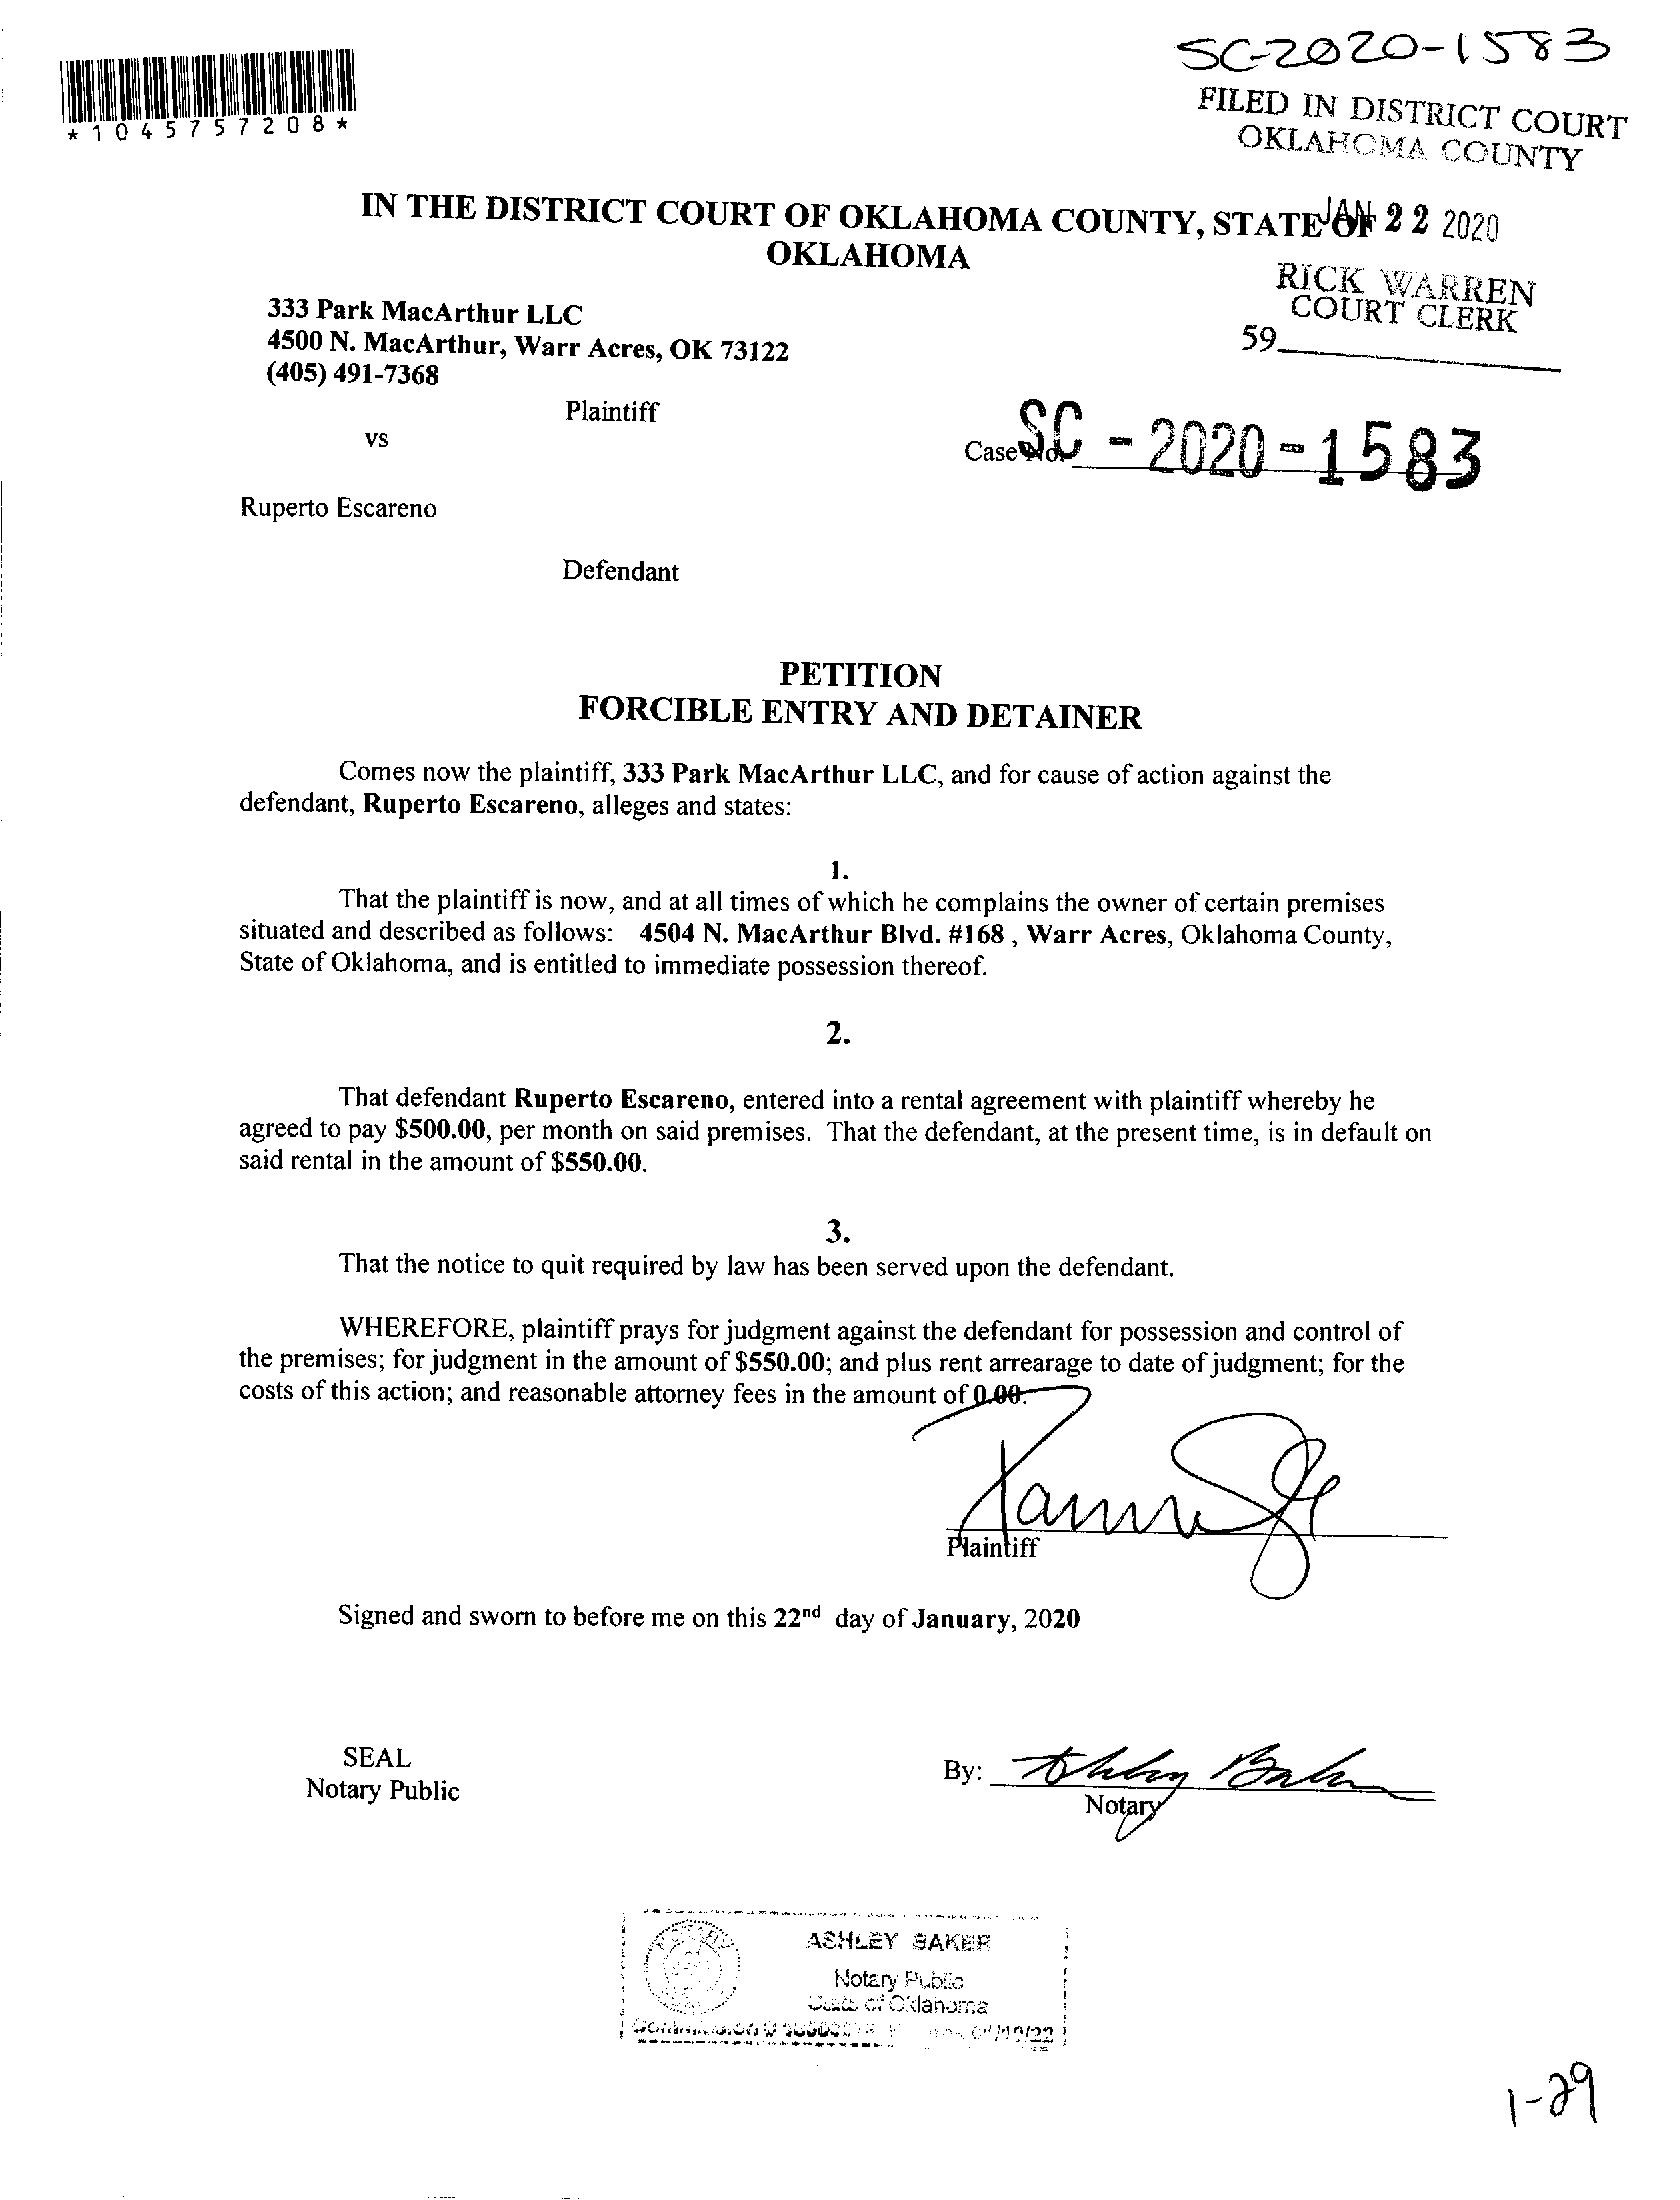 SC-2020-1583
*1045757208*
FILED IN DISTRICT COURT
OKLAHOMA COUNTY
IN THE DISTRICT COURT OF OKLAHOMA COUNTY, STATE OF
JAN 22 2020
OKLAHOMA
RICK WARREN
COURT CLERK
59
333 Park MacArthur LLC
4500 N. MacArthur, Warr Acres, OK 73122
(405) 491-7368
Plaintiff
vs
Case No. SC - 2020 - 1583
Ruperto Escareno
Defendant
PETITION
FORCIBLE ENTRY AND DETAINER
Comes now the plaintiff, 333 Park MacArthur LLC, and for cause of action against the
defendant, Ruperto Escareno, alleges and states:
1.
That the plaintiff is now, and at all times of which he complains the owner of certain premises
situated and described as follows: 4504 N. MacArthur Blvd. #168 , Warr Acres, Oklahoma County,
State of Oklahoma, and is entitled to immediate possession thereof.
2.
That defendant Ruperto Escareno, entered into a rental agreement with plaintiff whereby he
agreed to pay $500.00, per month on said premises. That the defendant, at the present time, is in default on
said rental in the amount of $550.00.
3.
That the notice to quit required by law has been served upon the defendant.
WHEREFORE, plaintiff prays for judgment against the defendant for possession and control of
the premises; for judgment in the amount of $550.00; and plus rent arrearage to date of judgment; for the
costs of this action; and reasonable attorney fees in the amount of 0.00.
Plaintiff
Signed and sworn to before me on this 22nd day of January, 2020
SEAL
Notary Public
By: Ashley Baker
Notary
ASHLEY BAKER
Notary Public
State of Oklahoma
Commission #
1-29